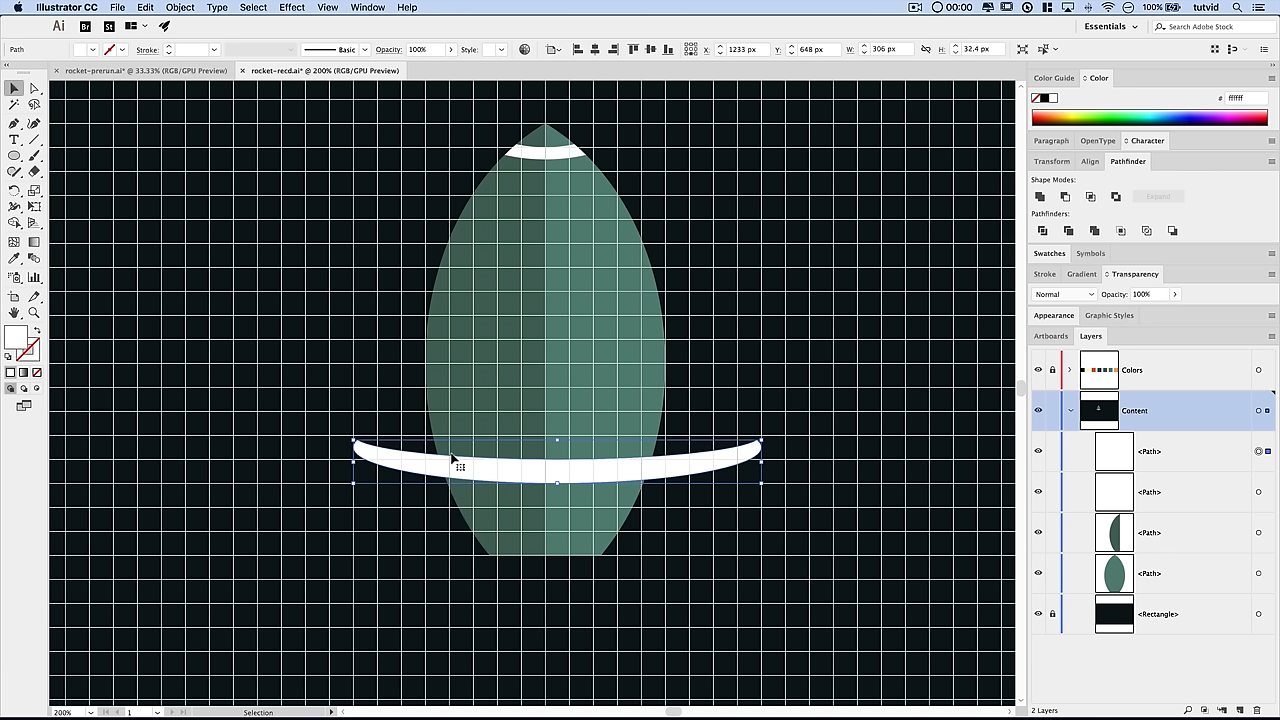 Illustrator CC File Edit Object Type Select Effect View Window Help 00:00 100% tutvid
Ai Br St Essentials Search Adobe Stock
Path Stroke: Basic Opacity: 100% Style: X: 1233 px Y: 648 px W: 306 px H: 32.4 px
× rocket-prerun.ai* @ 33.33% (RGB/GPU Preview) × rocket-recd.ai* @ 200% (RGB/GPU Preview)
Color Guide Color
# ffffff
Paragraph OpenType Character
Transform Align Pathfinder
Shape Modes:
Expand
Pathfinders:
Swatches Symbols
Stroke Gradient Transparency
Normal Opacity: 100%
Appearance Graphic Styles
Artboards Layers
Colors
Content
<Path>
<Path>
<Path>
<Path>
<Rectangle>
200% 1 Selection 2 Layers